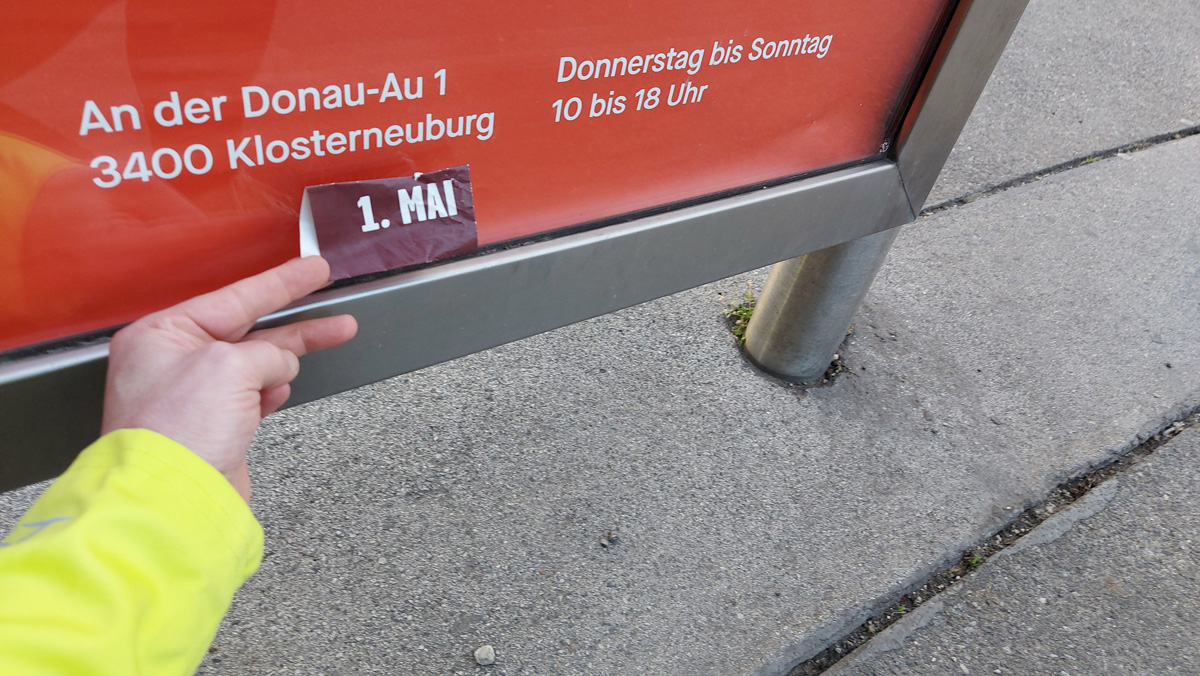 An der Donau-Au 1
3400 Klosterneuburg
Donnerstag bis Sonntag
10 bis 18 Uhr
1. MAI